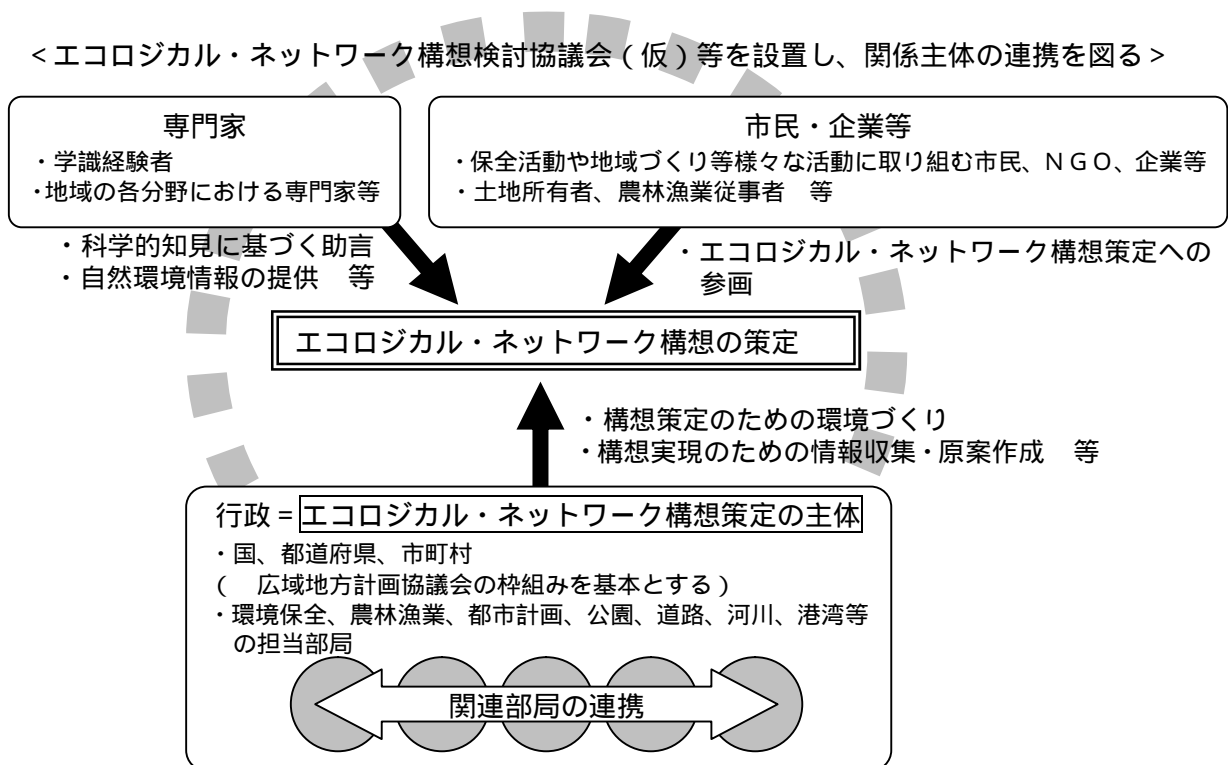 <エコロジカル・ネットワーク構想検討協議会(仮)等を設置し、関係主体の連携を図る>
専門家
・学識経験者
・地域の各分野における専門家等
市民・企業等
・保全活動や地域づくり等様々な活動に取り組む市民、NGO、企業等
・土地所有者、農林漁業従事者 等
・科学的知見に基づく助言
・自然環境情報の提供 等
・エコロジカル・ネットワーク構想策定への
参画
エコロジカル・ネットワーク構想の策定
・構想策定のための環境づくり
・構想実現のための情報収集・原案作成 等
行政=エコロジカル・ネットワーク構想策定の主体
・国、都道府県、市町村
( 広域地方計画協議会の枠組みを基本とする)
・環境保全、農林漁業、都市計画、公園、道路、河川、港湾等
の担当部局
関連部局の連携